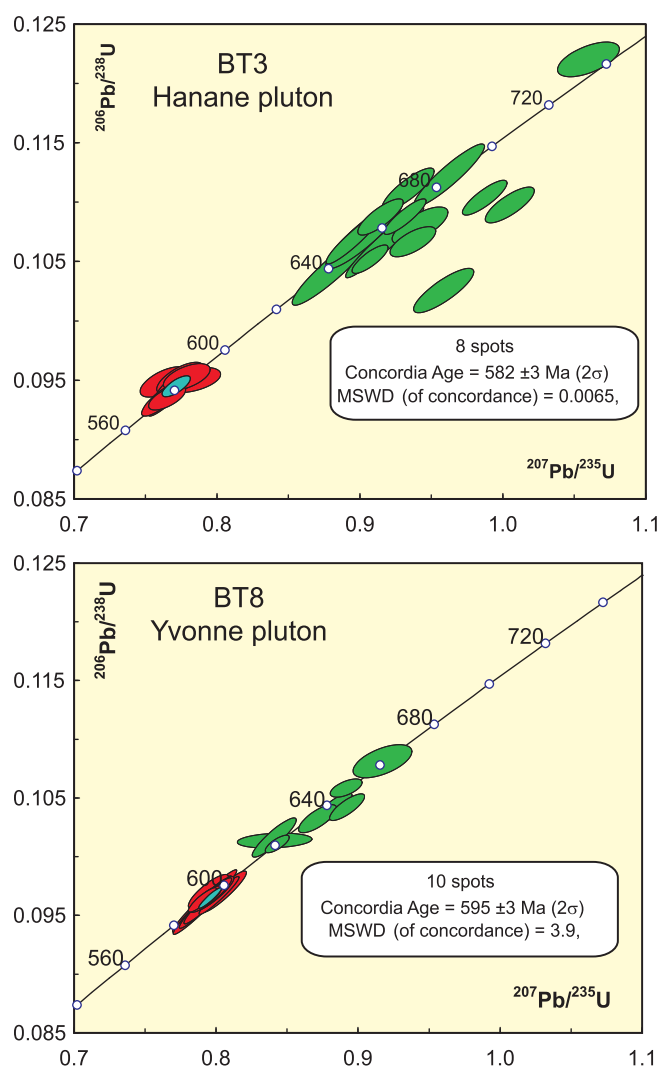 0.125
BT3
Hanane pluton
²⁰⁶Pb/²³⁸U
720
0.115
680
640
0.105
600
8 spots
Concordia Age = 582 ±3 Ma (2σ)
MSWD (of concordance) = 0.0065,
0.095
560
²⁰⁷Pb/²³⁵U
0.085
0.7 0.8 0.9 1.0 1.1
0.125
BT8
Yvonne pluton
²⁰⁶Pb/²³⁸U
720
0.115
680
640
0.105
600
10 spots
Concordia Age = 595 ±3 Ma (2σ)
MSWD (of concordance) = 3.9,
0.095
560
²⁰⁷Pb/²³⁵U
0.085
0.7 0.8 0.9 1.0 1.1